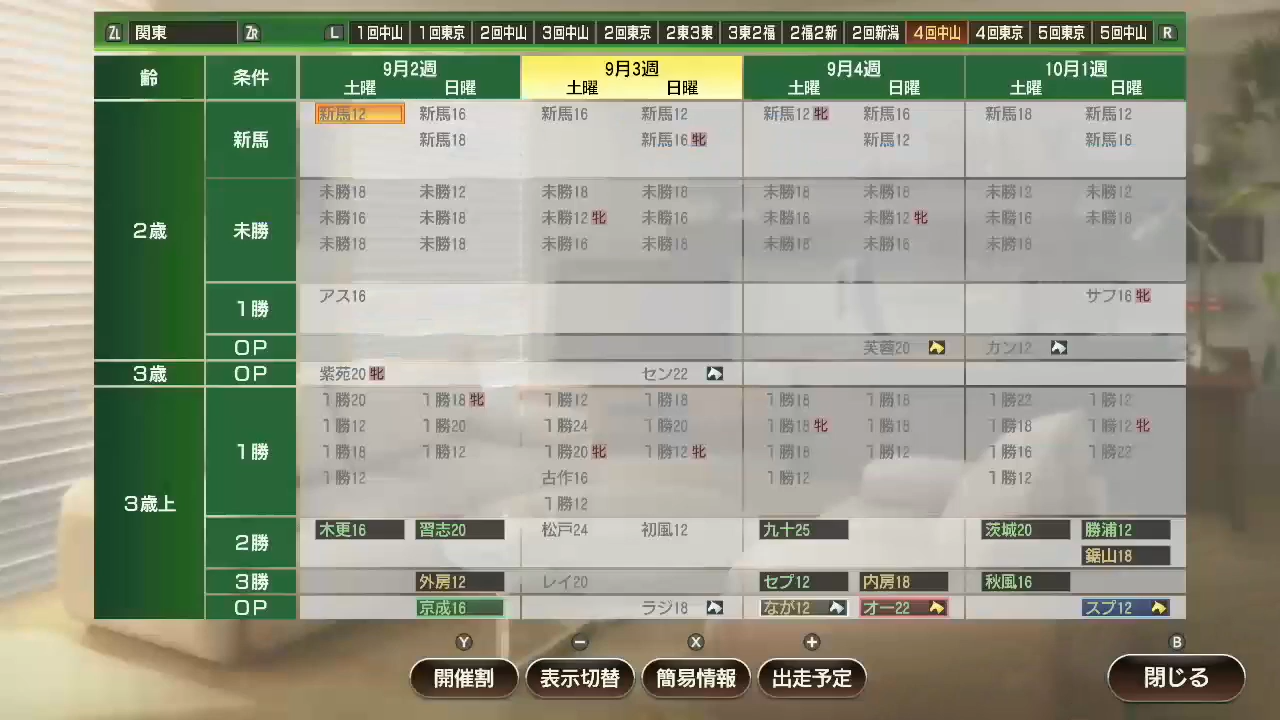 ZL 関東 ZR L 1回中山 1回東京 2回中山 3回中山 2回東京 2東3東 3東2福 2福2新 2回新潟 4回中山 4回東京 5回東京 5回中山 R
齢 条件 9月2週 9月3週 9月4週 10月1週
土曜 日曜 土曜 日曜 土曜 日曜 土曜 日曜
2歳
新馬
新馬12 新馬16 新馬16 新馬12 新馬12 牝 新馬16 新馬18 新馬12
新馬18 新馬16 牝 新馬12 新馬16
未勝
未勝18 未勝12 未勝18 未勝18 未勝18 未勝18 未勝12 未勝12
未勝16 未勝18 未勝12 牝 未勝16 未勝16 未勝12 牝 未勝16 未勝18
未勝18 未勝18 未勝16 未勝18 未勝18 未勝16 未勝18
1勝
アス16 サフ16 牝
OP 芙蓉20 カン12
3歳 OP 紫苑20 牝 セン22
3歳上
1勝
1勝20 1勝18 牝 1勝12 1勝18 1勝18 1勝18 1勝22 1勝12
1勝12 1勝20 1勝24 1勝20 1勝18 牝 1勝18 1勝18 1勝12 牝
1勝18 1勝12 1勝20 牝 1勝12 牝 1勝18 1勝12 1勝16 1勝22
1勝12 古作16 1勝12 1勝12
1勝12
2勝
木更16 習志20 松戸24 初風12 九十25 茨城20 勝浦12
鋸山18
3勝 外房12 レイ20 セプ12 内房18 秋風16
OP 京成16 ラジ18 なが12 オー22 スプ12
Y − X + B
開催割 表示切替 簡易情報 出走予定 閉じる